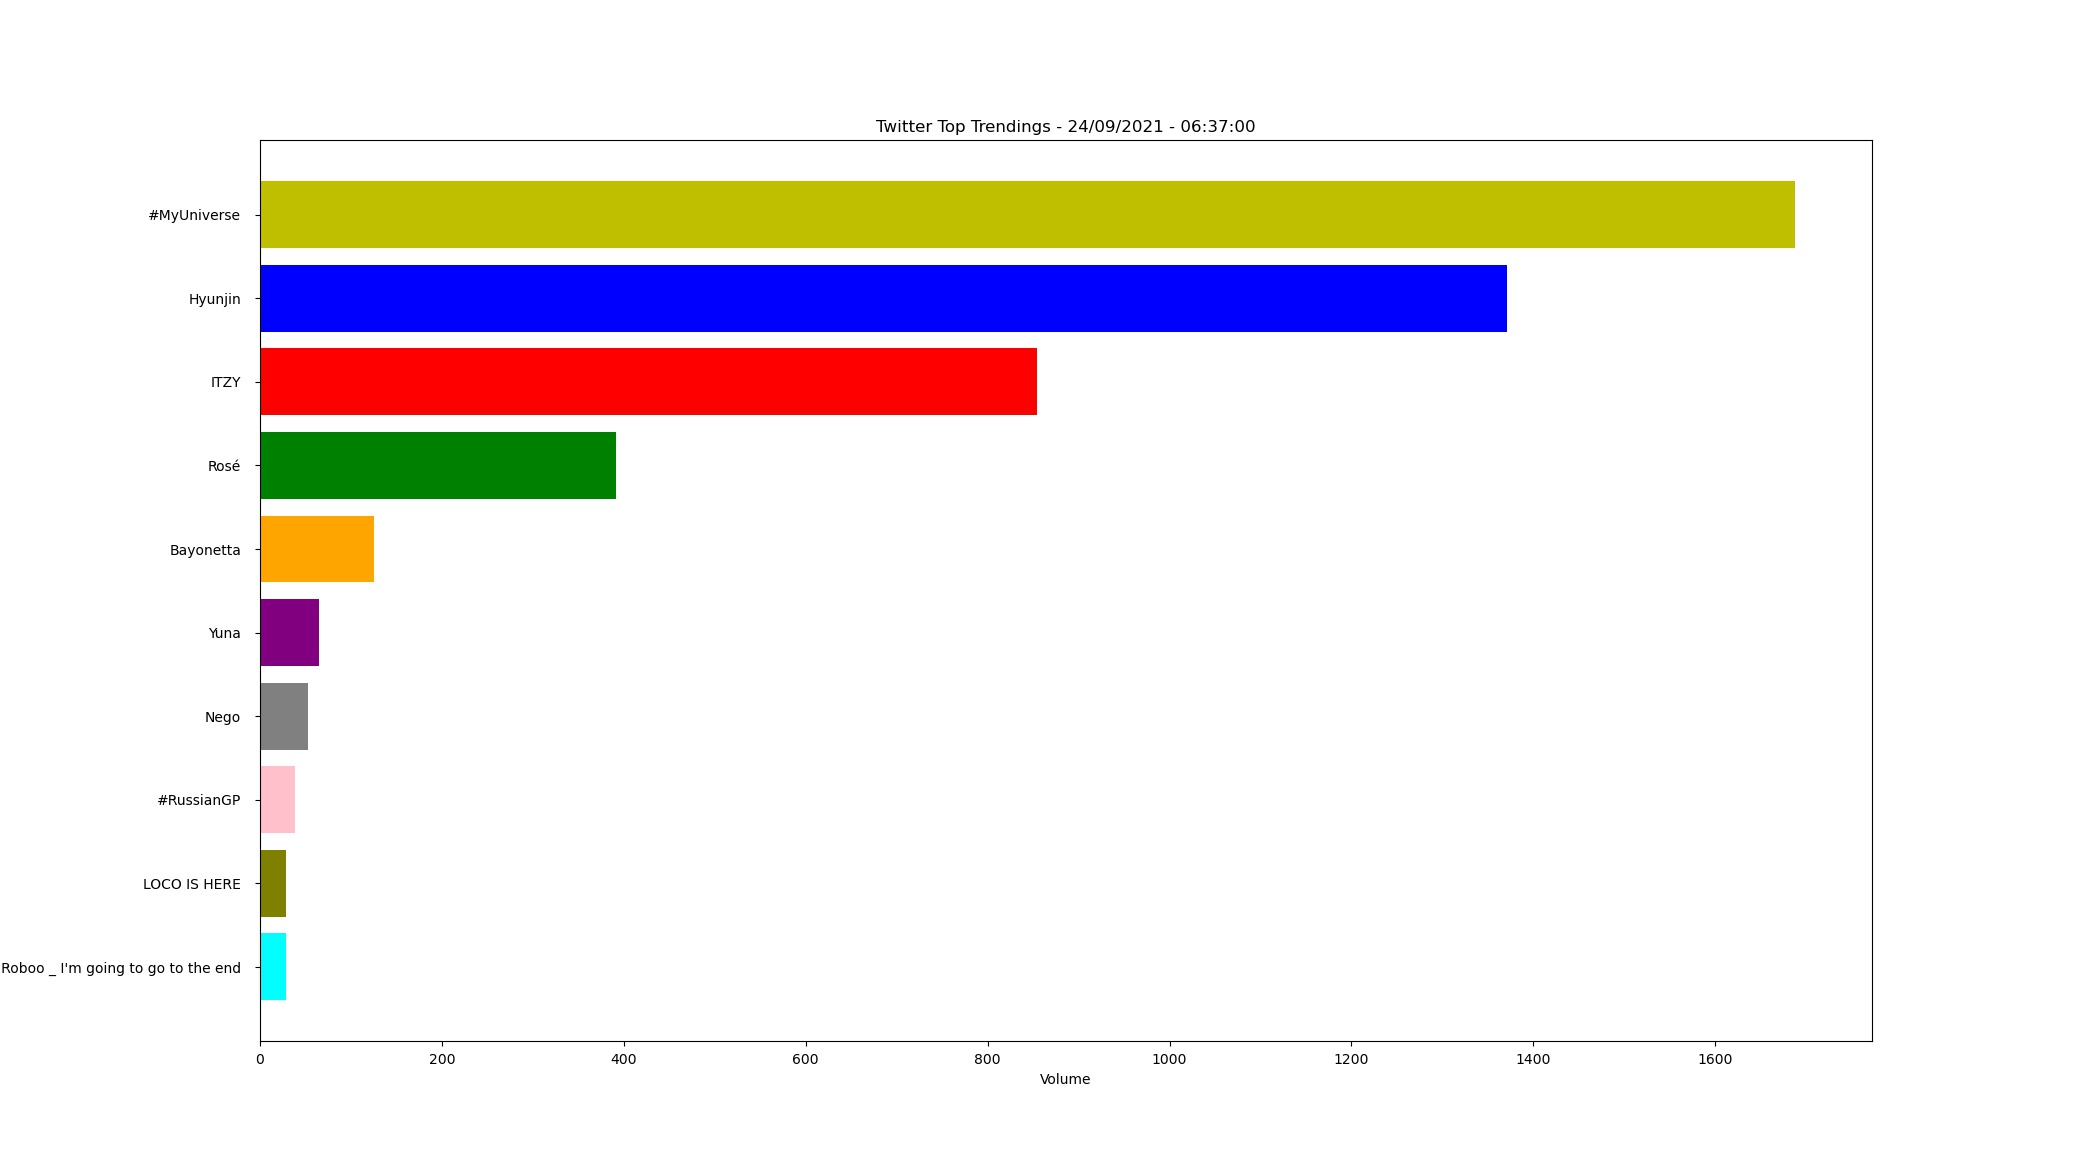 Twitter Top Trendings - 24/09/2021 - 06:37:00
#MyUniverse
Hyunjin
ITZY
Rosé
Bayonetta
Yuna
Nego
#RussianGP
LOCO IS HERE
Roboo _ I'm going to go to the end
0 200 400 600 800 1000 1200 1400 1600
Volume